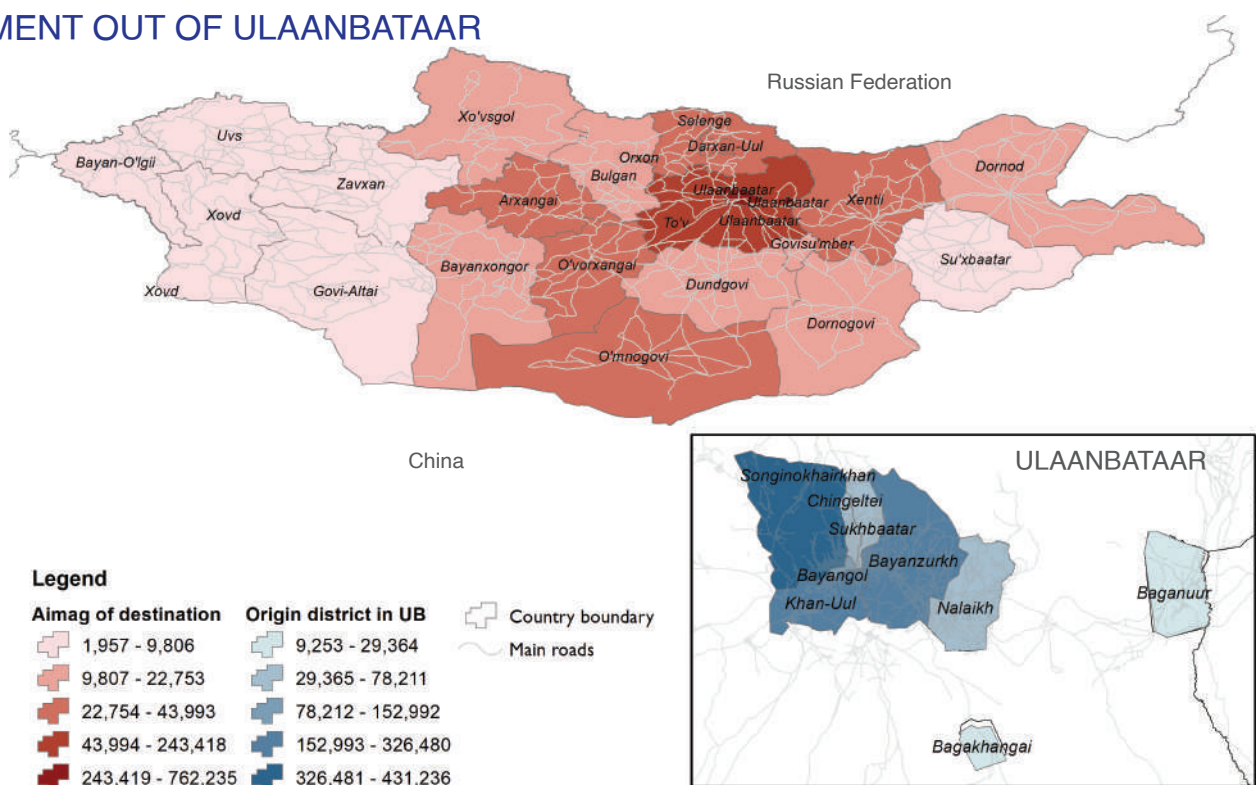 MENT OUT OF ULAANBATAAR
Russian Federation
Xo'vsgol
Selenge
Uvs
Darxan-Uul
Bayan-O'lgii
Orxon
Dornod
Bulgan
Zavxan
Ulaanbaatar
Arxangai
Ulaanbaatar
Xentii
Xovd
To'v
Ulaanbaatar
Govisu'mber
Su'xbaatar
Bayanxongor
O'vorxangai
Dundgovi
Xovd
Govi-Altai
Dornogovi
O'mnogovi
China
ULAANBATAAR
Songinokhairkhan
Chingeltei
Sukhbaatar
Bayanzurkh
Bayangol
Khan-Uul
Nalaikh
Baganuur
Bagakhangai
Legend
Aimag of destination
1,957 - 9,806
9,807 - 22,753
22,754 - 43,993
43,994 - 243,418
243,419 - 762,235
Origin district in UB
9,253 - 29,364
29,365 - 78,211
78,212 - 152,992
152,993 - 326,480
326,481 - 431,236
Country boundary
Main roads